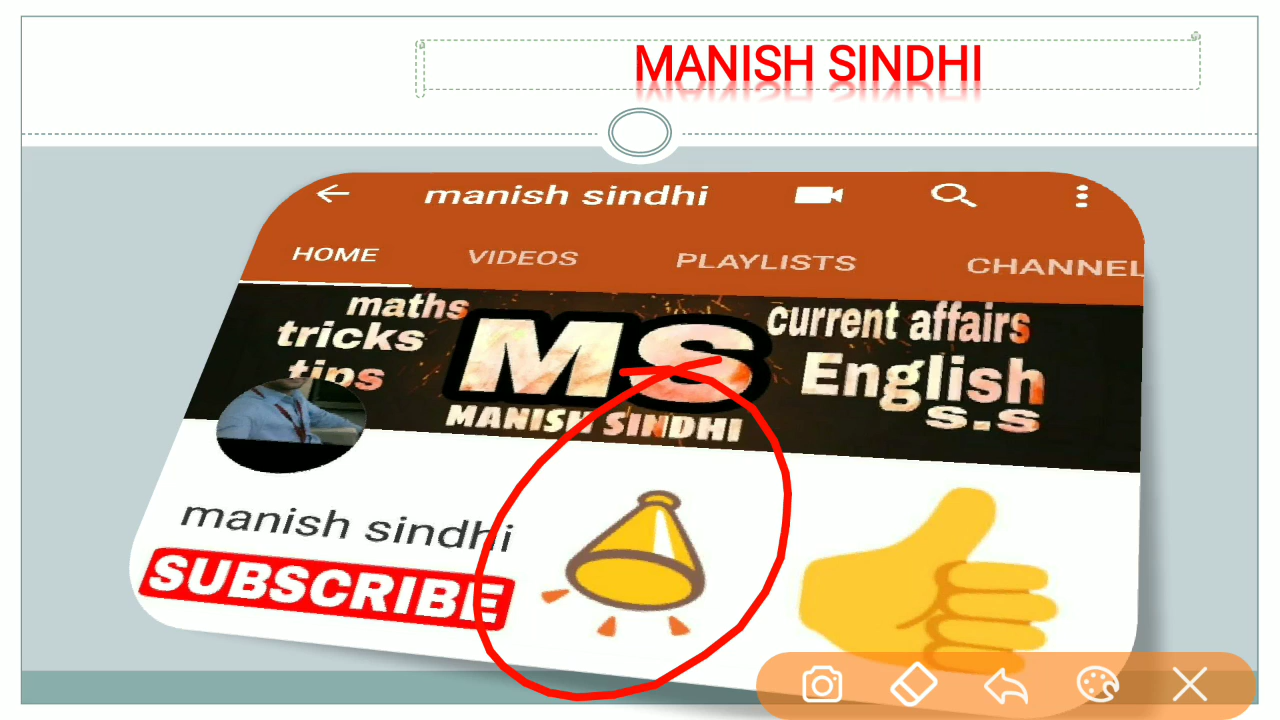 MANISH SINDHI
manish sindhi
HOME VIDEOS PLAYLISTS CHANNEL
maths
tricks
tips
MS
MANISH SINDHI
current affairs
English
s.s
manish sindhi
SUBSCRIBE